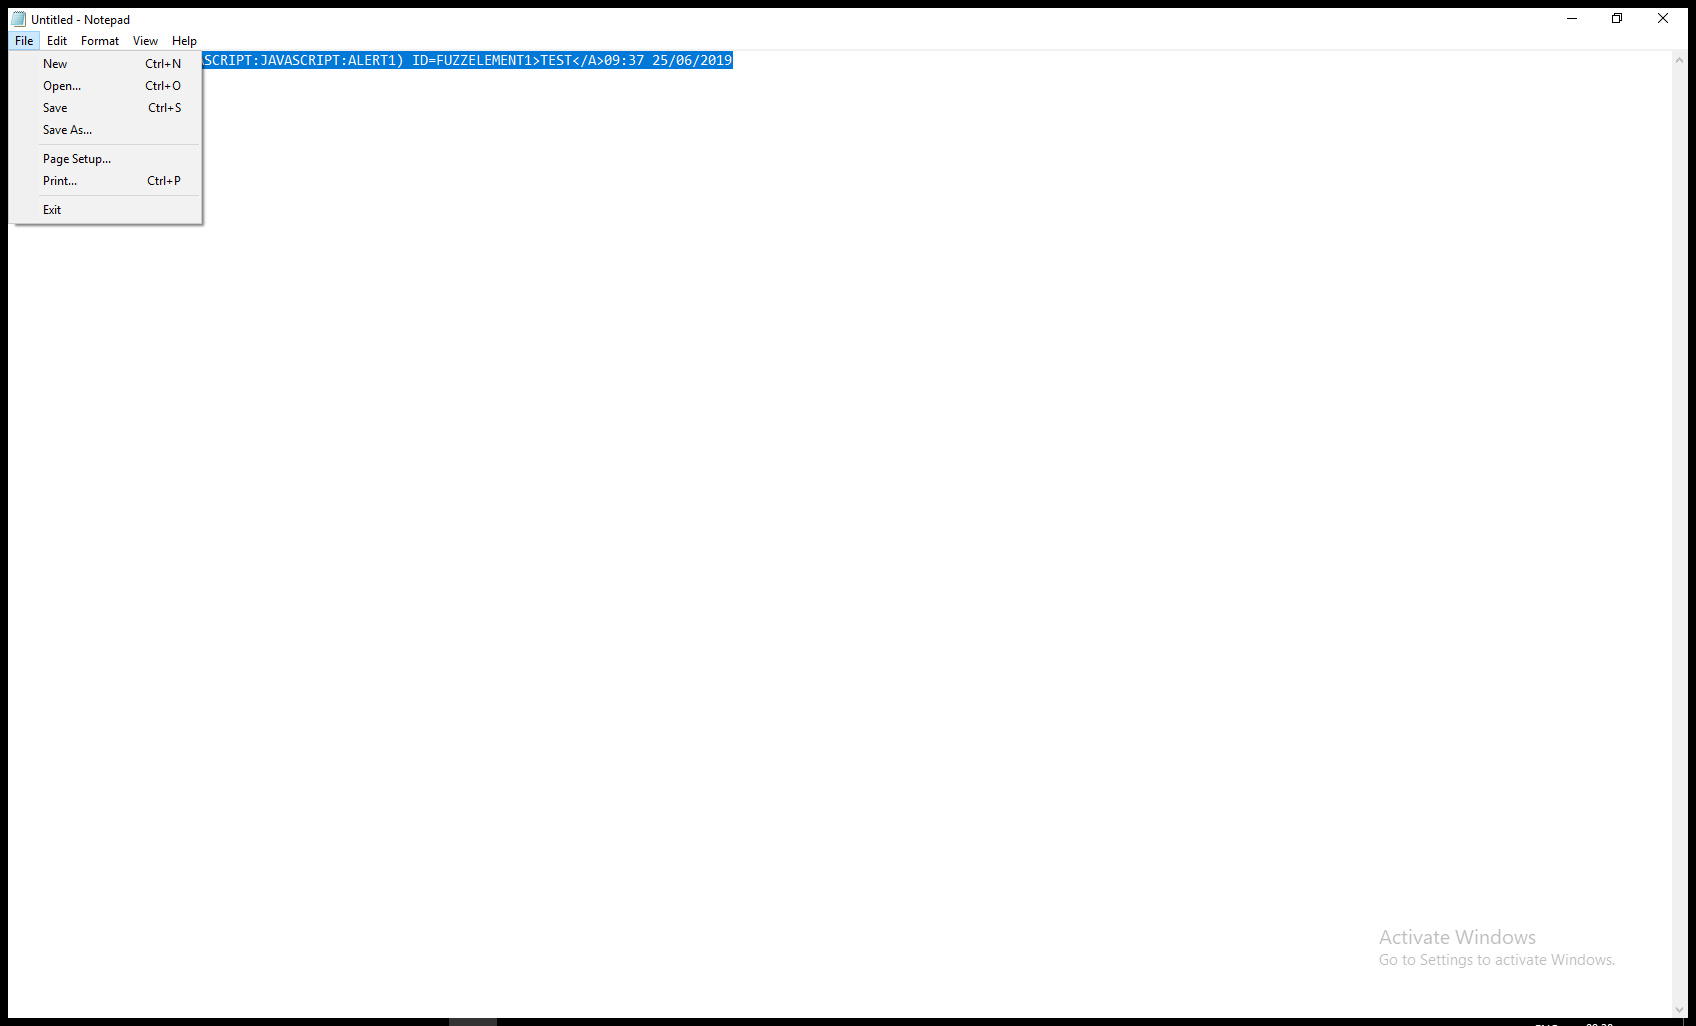 Untitled - Notepad
File Edit Format View Help
SCRIPT:JAVASCRIPT:ALERT1) ID=FUZZELEMENT1>TEST</A>09:37 25/06/2019
New Ctrl+N
Open... Ctrl+O
Save Ctrl+S
Save As...
Page Setup...
Print... Ctrl+P
Exit
Activate Windows
Go to Settings to activate Windows.